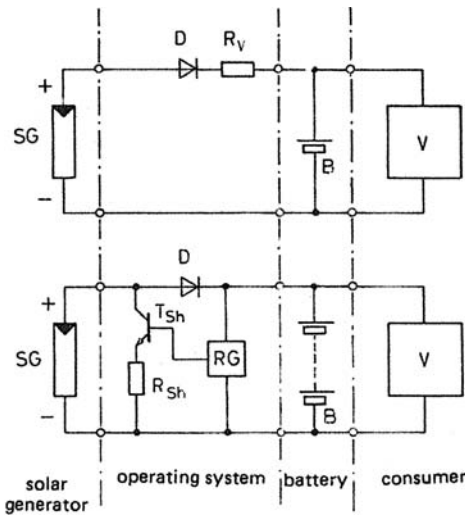 D R_V
+
SG
V
B
−
D
+
T_Sh
SG
RG
V
R_Sh
B
−
solar generator
operating system
battery
consumer